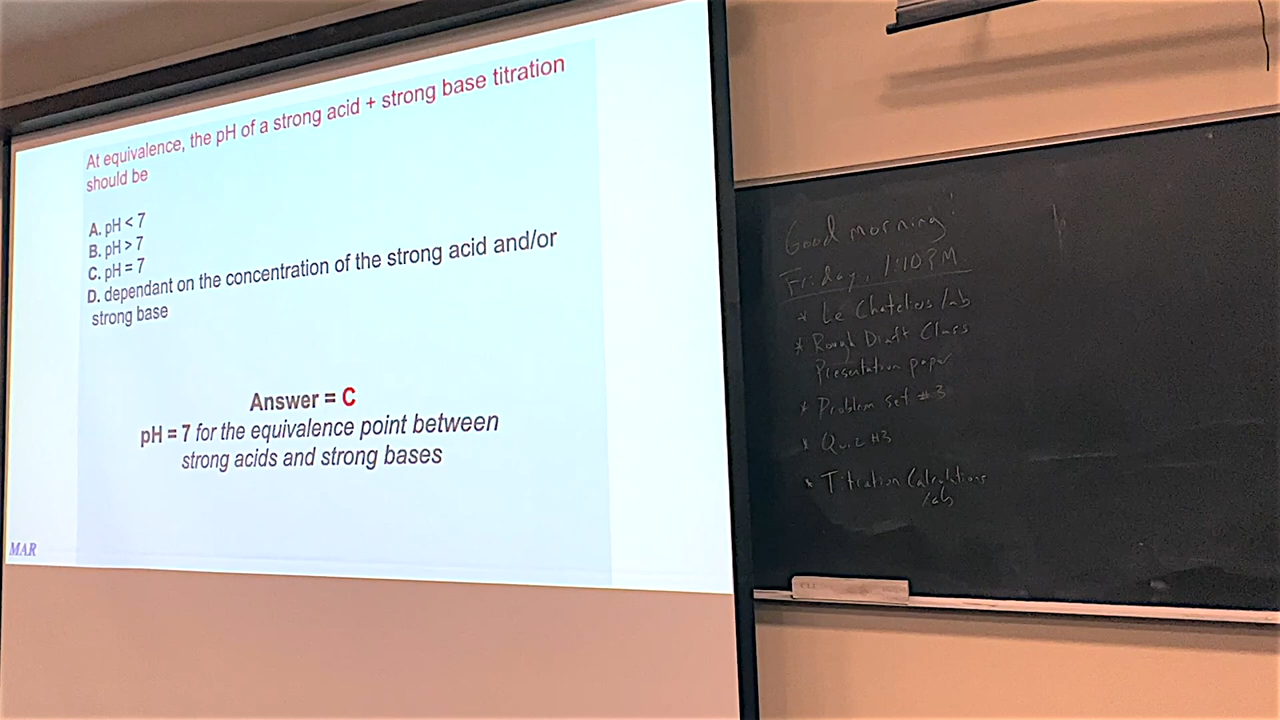 At equivalence, the pH of a strong acid + strong base titration
should be
A. pH < 7
B. pH > 7
C. pH = 7
D. dependant on the concentration of the strong acid and/or
strong base
Answer = C
pH = 7 for the equivalence point between
strong acids and strong bases
MAR
Good morning!
Friday, 1:10 PM
* Le Chateliers lab
* Rough Draft Class
Presentation paper
* Problem Set #3
* Quiz #3
* Titration Calculations
lab